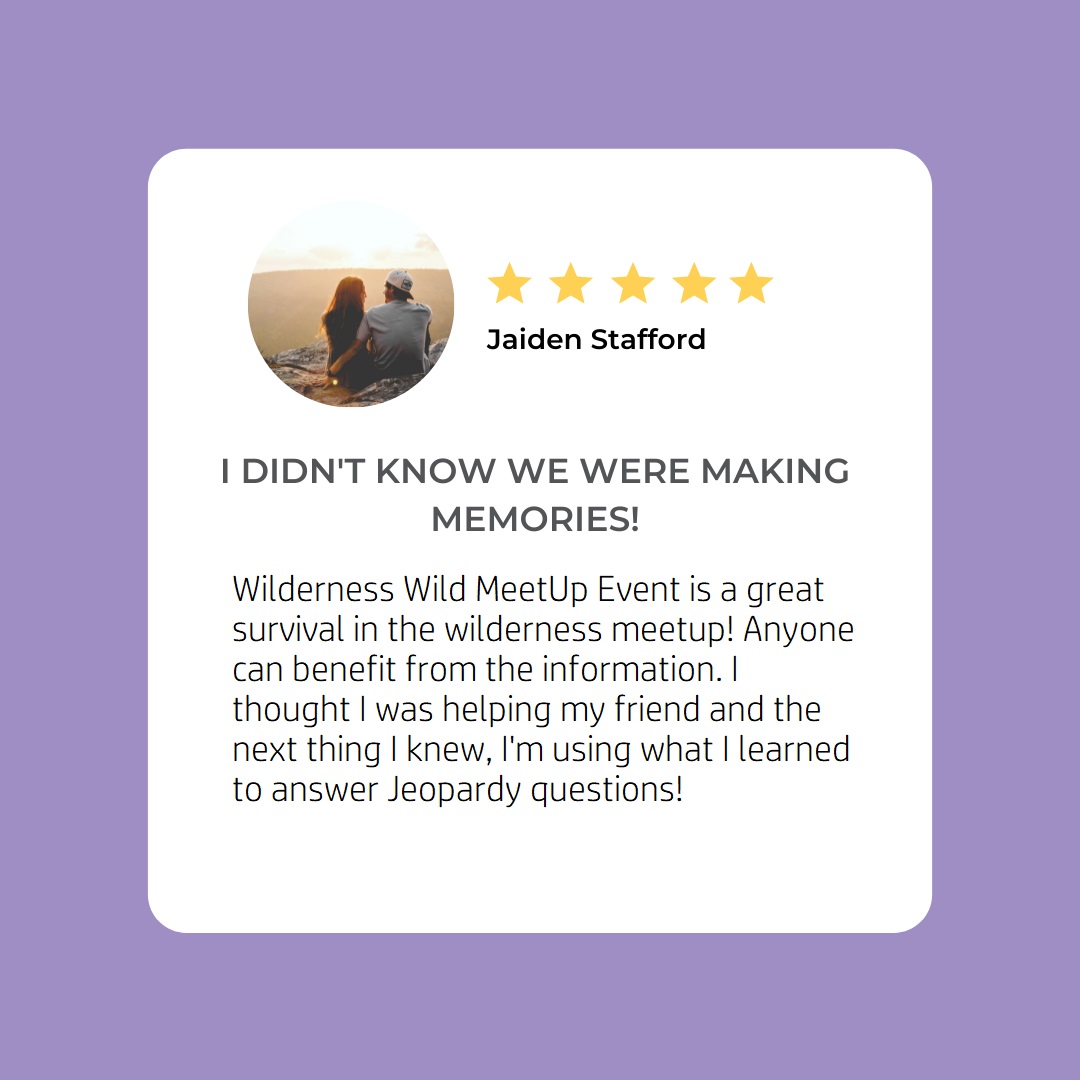 Jaiden Stafford
I DIDN'T KNOW WE WERE MAKING
MEMORIES!
Wilderness Wild MeetUp Event is a great
survival in the wilderness meetup! Anyone
can benefit from the information. I
thought I was helping my friend and the
next thing I knew, I'm using what I learned
to answer Jeopardy questions!